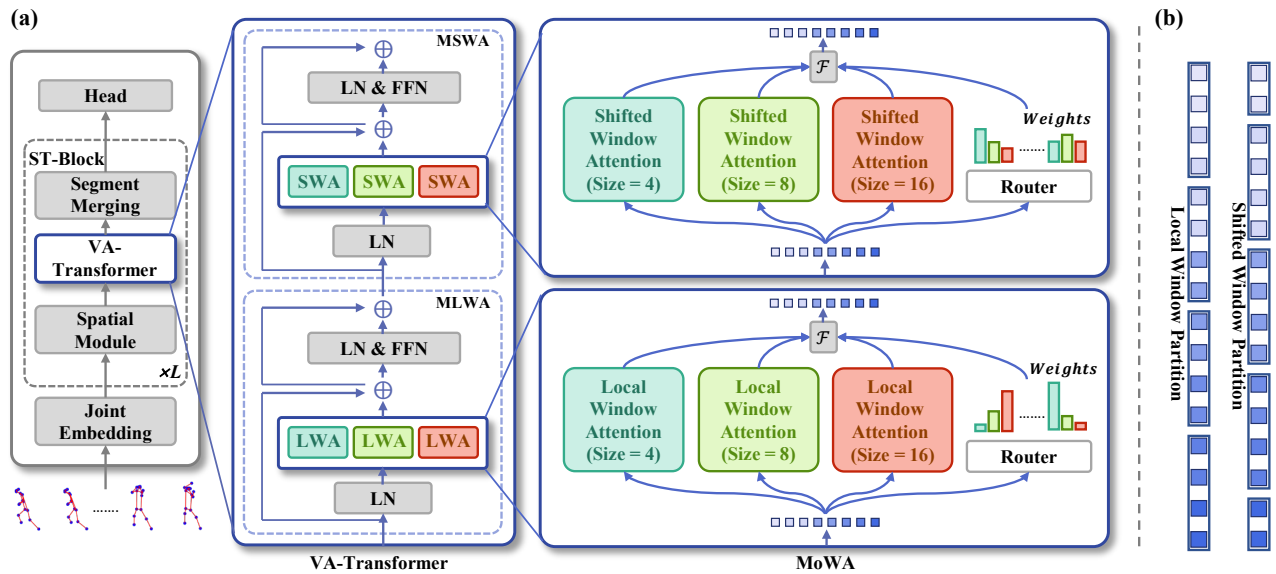 (a)
Head
ST-Block
Segment
Merging
VA-
Transformer
Spatial
Module
×L
Joint
Embedding
.......
MSWA
LN & FFN
SWA
SWA
SWA
LN
MLWA
LN & FFN
LWA
LWA
LWA
LN
VA-Transformer
ℱ
Shifted
Window
Attention
(Size = 4)
Shifted
Window
Attention
(Size = 8)
Shifted
Window
Attention
(Size = 16)
Weights
.......
Router
ℱ
Local
Window
Attention
(Size = 4)
Local
Window
Attention
(Size = 8)
Local
Window
Attention
(Size = 16)
Weights
.......
Router
MoWA
(b)
Local Window Partition
Shifted Window Partition